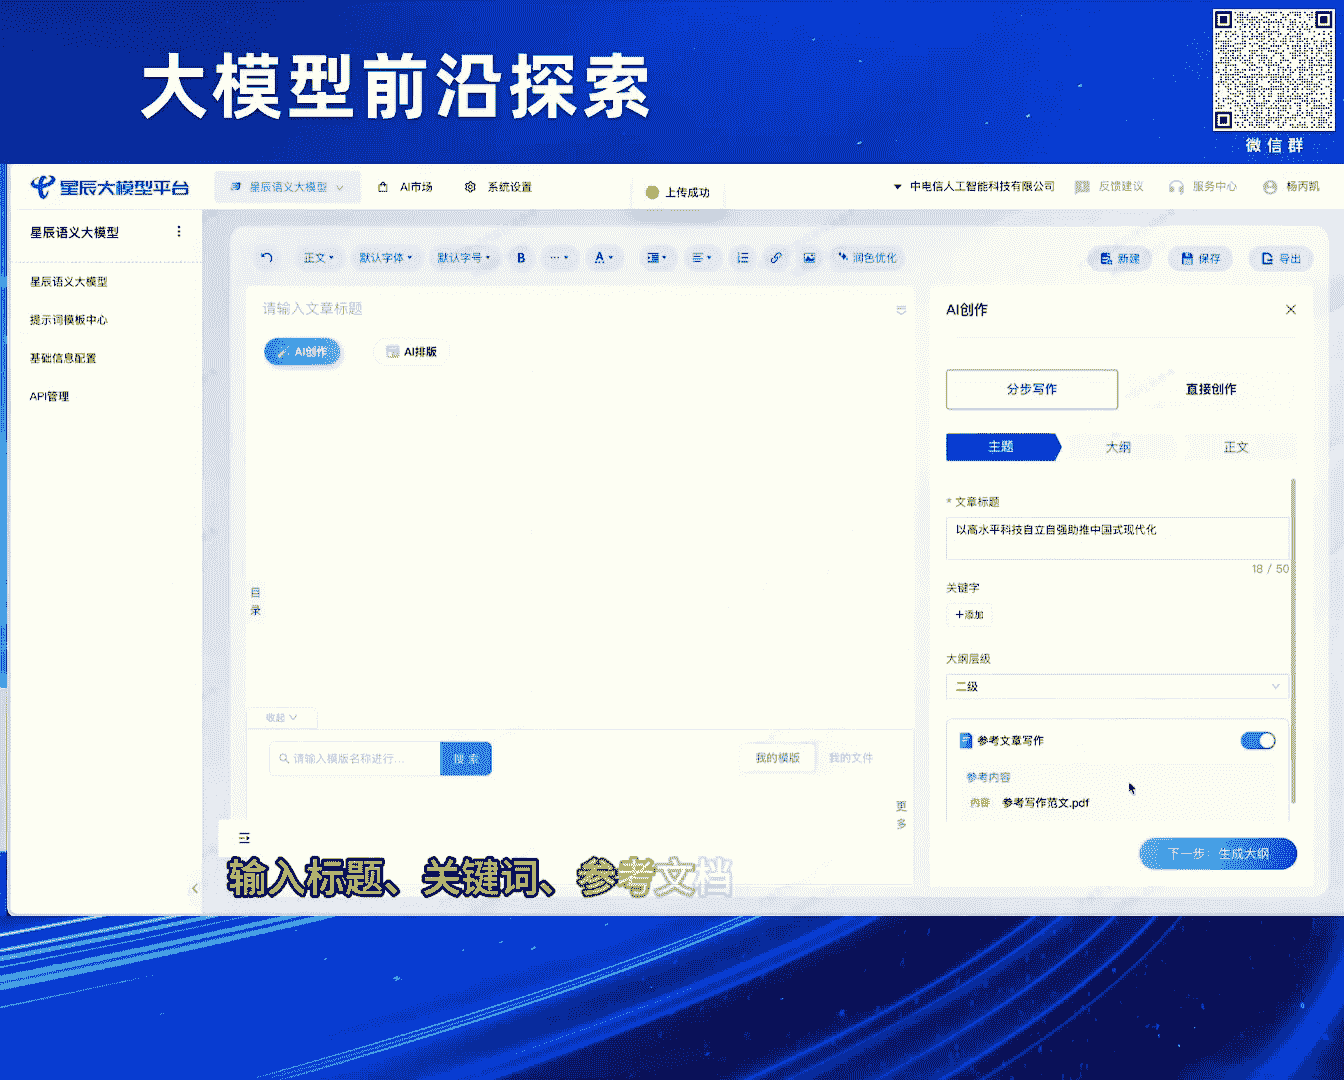 大模型前沿探索
微信群
星辰大模型平台
星辰语义大模型
AI市场
系统设置
上传成功
中电信人工智能科技有限公司
反馈建议
服务中心
杨丙凯
星辰语义大模型
星辰语义大模型
提示词模板中心
基础信息配置
API管理
正文
默认字体
默认字号
B
A
润色优化
新建
保存
导出
请输入文章标题
AI创作
AI排版
目录
收起
请输入模版名称进行...
搜索
我的模版
我的文件
更多
AI创作
分步写作
直接创作
主题
大纲
正文
* 文章标题
以高水平科技自立自强助推中国式现代化
18 / 50
关键字
+添加
大纲层级
二级
参考文章写作
参考内容
内容 参考写作范文.pdf
下一步：生成大纲
输入标题、关键词、参考文档